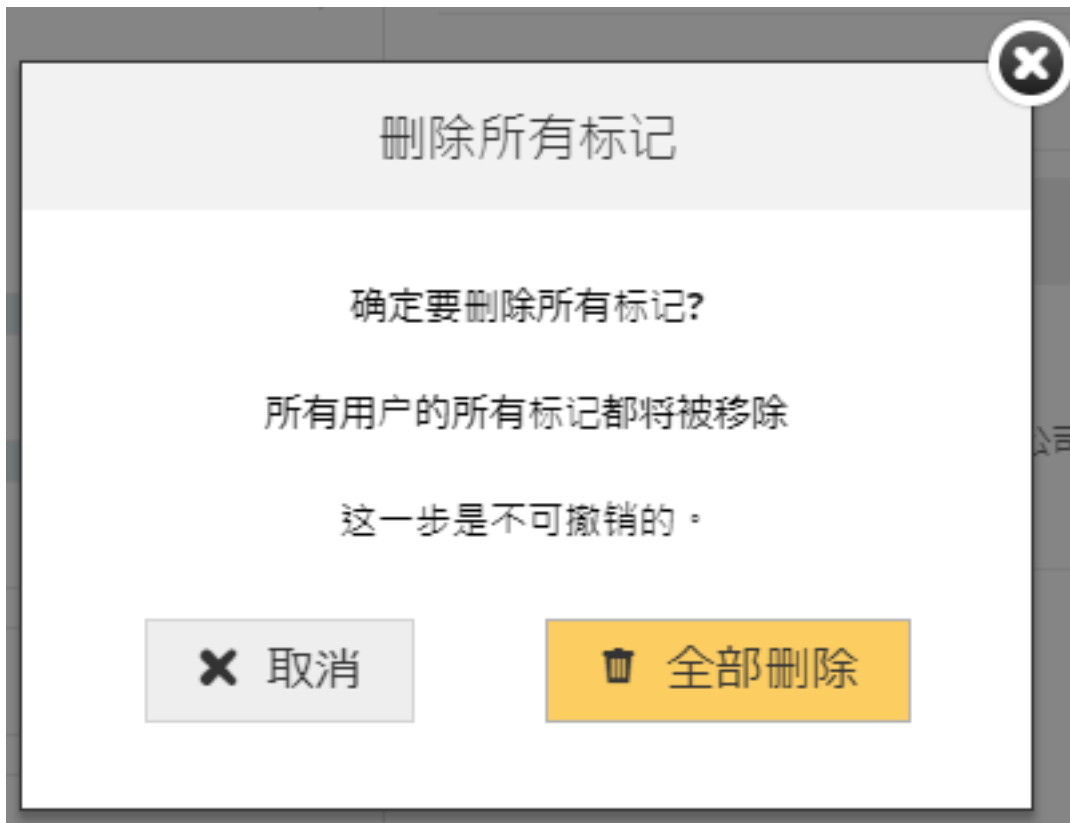 删除所有标记
确定要删除所有标记?
所有用户的所有标记都将被移除
公司
这一步是不可撤销的。
取消 全部删除